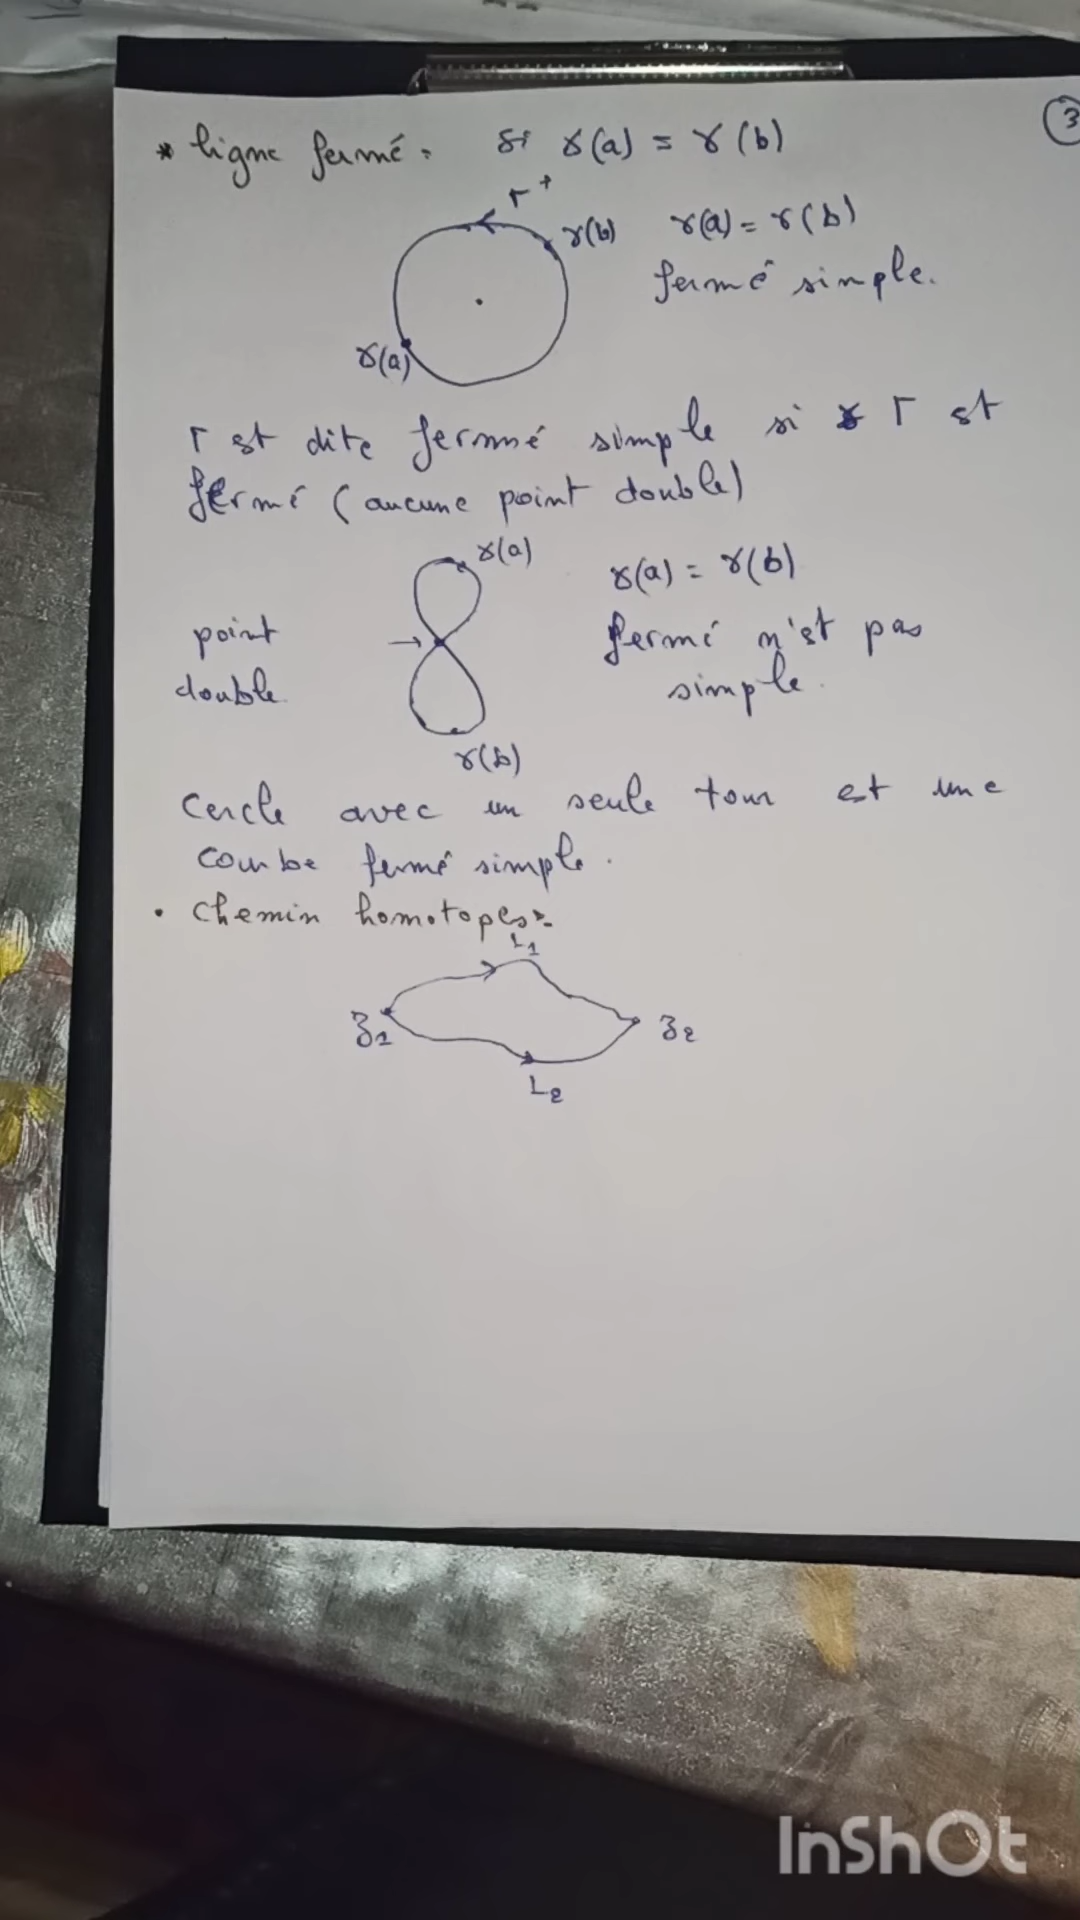 3
* ligne fermé : si γ(a) = γ(b)
Γ+
γ(b) γ(a) = γ(b)
fermé simple.
γ(a)
Γ est dite fermé simple si Γ est
fermé (aucune point double)
γ(a)
γ(a) = γ(b)
point → fermé n'est pas
double simple.
γ(b)
Cercle avec un seule tour est une
courbe fermé simple.
• Chemin homotopes :
L1
z1 z2
L2
InShOt